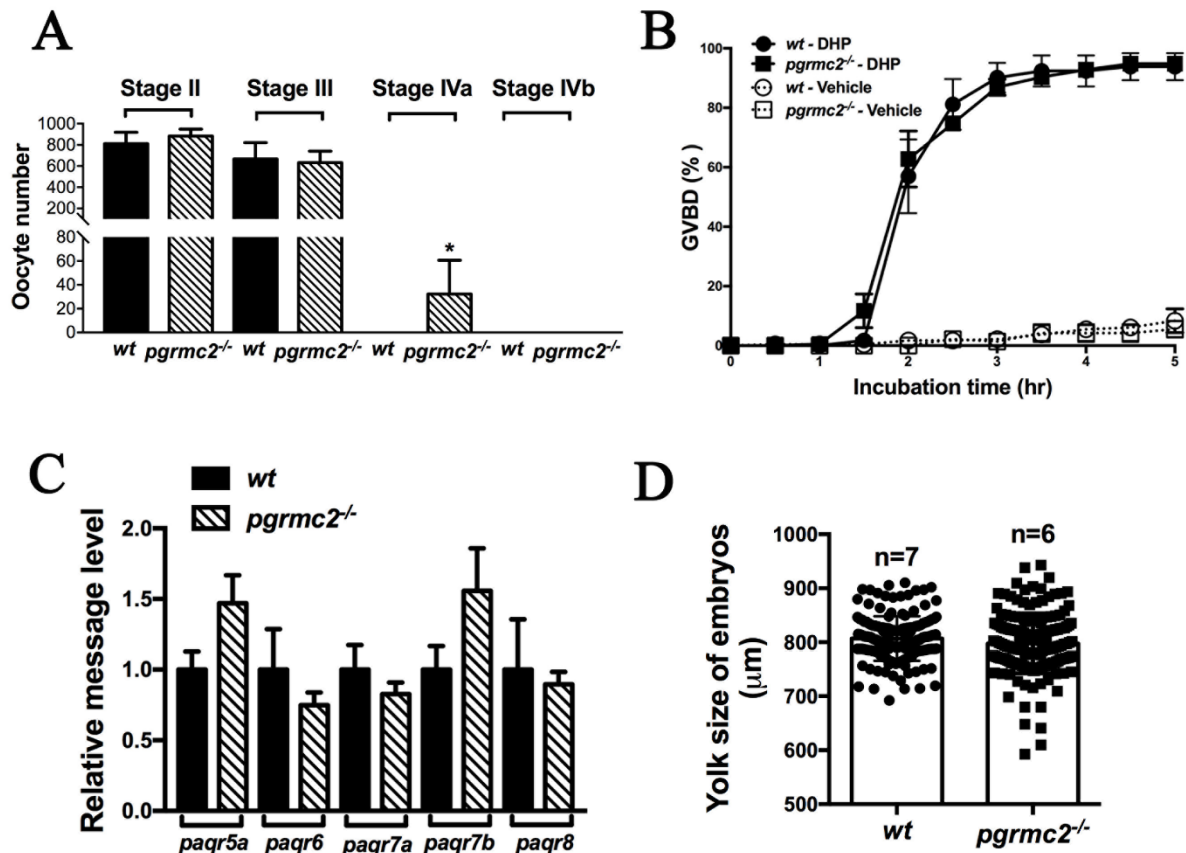 A
Stage II Stage III Stage IVa Stage IVb
Oocyte number
1000
800
600
400
200
80
60
40
20
0
*
wt pgrmc2-/- wt pgrmc2-/- wt pgrmc2-/- wt pgrmc2-/-
B
wt - DHP
pgrmc2-/- - DHP
wt - Vehicle
pgrmc2-/- - Vehicle
GVBD (%)
100
80
60
40
20
0
0 1 2 3 4 5
Incubation time (hr)
C
wt
pgrmc2-/-
Relative message level
2.0
1.5
1.0
0.5
0.0
paqr5a paqr6 paqr7a paqr7b paqr8
D
Yolk size of embryos
(μm)
1000
900
800
700
600
500
n=7 n=6
wt pgrmc2-/-